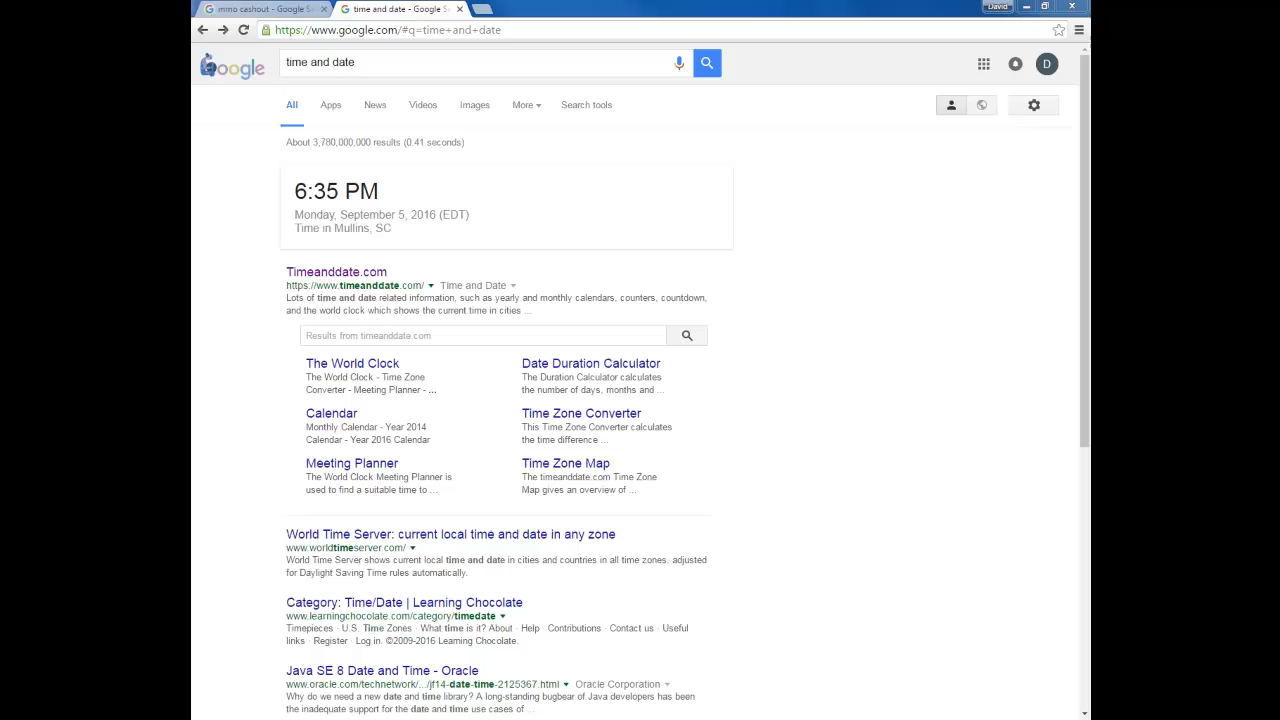 mmo cashout - Google S
time and date - Google S
David
https://www.google.com/#q=time+and+date
Google
time and date
D
All Apps News Videos Images More Search tools
About 3,780,000,000 results (0.41 seconds)
6:35 PM
Monday, September 5, 2016 (EDT)
Time in Mullins, SC
Timeanddate.com
https://www.timeanddate.com/ Time and Date
Lots of time and date related information, such as yearly and monthly calendars, counters, countdown,
and the world clock which shows the current time in cities ...
Results from timeanddate.com
The World Clock
The World Clock - Time Zone
Converter - Meeting Planner - ...
Date Duration Calculator
The Duration Calculator calculates
the number of days, months and ...
Calendar
Monthly Calendar - Year 2014
Calendar - Year 2016 Calendar
Time Zone Converter
This Time Zone Converter calculates
the time difference ...
Meeting Planner
The World Clock Meeting Planner is
used to find a suitable time to ...
Time Zone Map
The timeanddate.com Time Zone
Map gives an overview of ...
World Time Server: current local time and date in any zone
www.worldtimeserver.com/
World Time Server shows current local time and date in cities and countries in all time zones, adjusted
for Daylight Saving Time rules automatically.
Category: Time/Date | Learning Chocolate
www.learningchocolate.com/category/timedate
Timepieces · U.S. Time Zones · What time is it? About · Help · Contributions · Contact us · Useful
links · Register · Log in. ©2009-2016 Learning Chocolate.
Java SE 8 Date and Time - Oracle
www.oracle.com/technetwork/.../jf14-date-time-2125367.html Oracle Corporation
Why do we need a new date and time library? A long-standing bugbear of Java developers has been
the inadequate support for the date and time use cases of ...